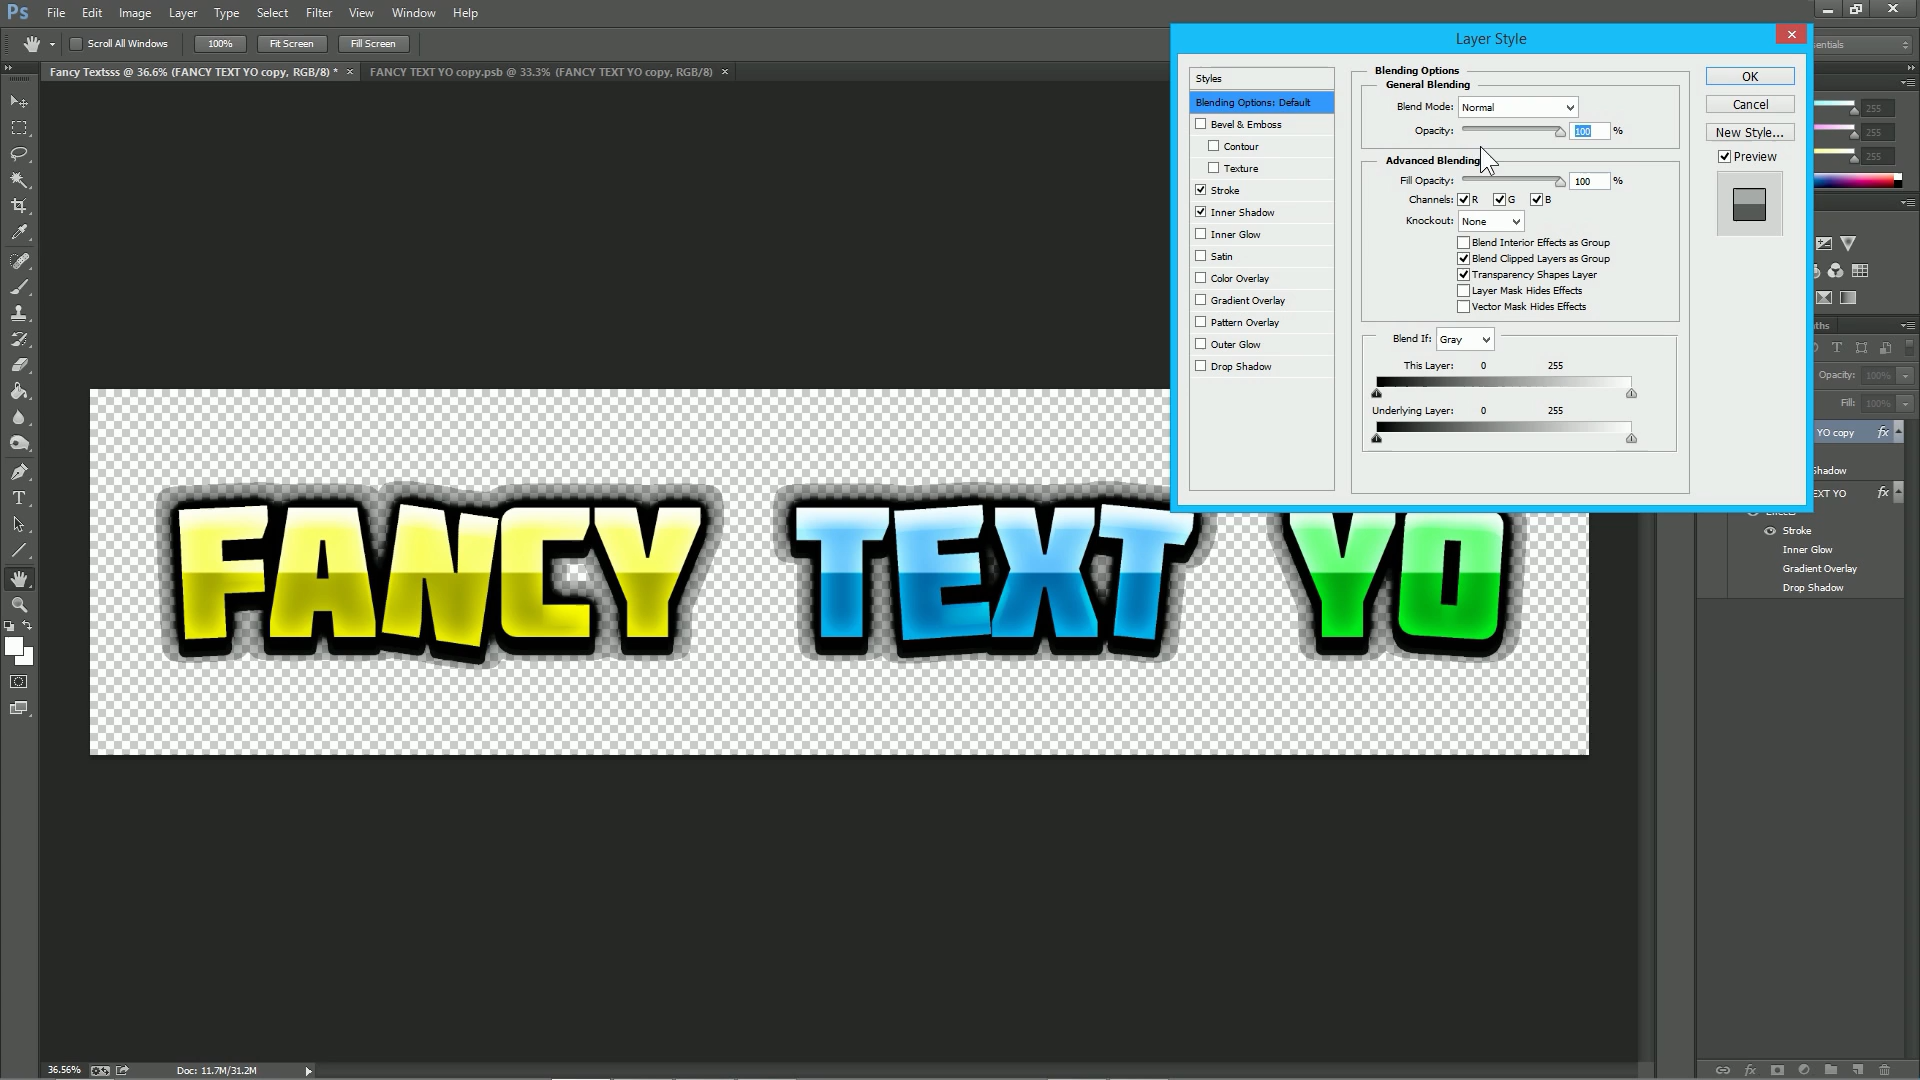 Ps File Edit Image Layer Type Select Filter View Window Help
Scroll All Windows 100% Fit Screen Fill Screen
Fancy Textsss @ 36.6% (FANCY TEXT YO copy, RGB/8) * × FANCY TEXT YO copy.psb @ 33.3% (FANCY TEXT YO copy, RGB/8) ×
Layer Style
Styles
Blending Options: Default
Bevel & Emboss
Contour
Texture
Stroke
Inner Shadow
Inner Glow
Satin
Color Overlay
Gradient Overlay
Pattern Overlay
Outer Glow
Drop Shadow
Blending Options
General Blending
Blend Mode: Normal
Opacity: 100 %
Advanced Blending
Fill Opacity: 100 %
Channels: R G B
Knockout: None
Blend Interior Effects as Group
Blend Clipped Layers as Group
Transparency Shapes Layer
Layer Mask Hides Effects
Vector Mask Hides Effects
Blend If: Gray
This Layer: 0 255
Underlying Layer: 0 255
OK
Cancel
New Style...
Preview
255
255
255
Opacity: 100%
Fill: 100%
YO copy fx
Shadow
EXT YO fx
Stroke
Inner Glow
Gradient Overlay
Drop Shadow
FANCY TEXT YO
36.56% Doc: 11.7M/31.2M